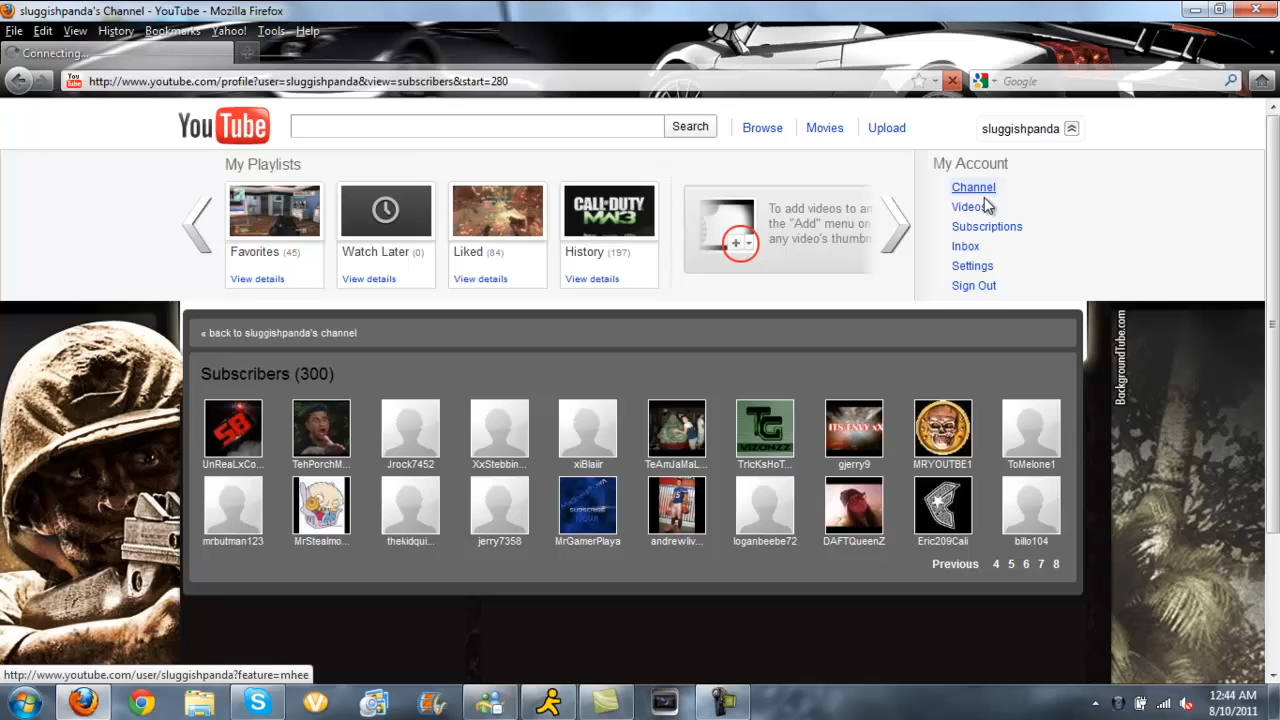 sluggishpanda's Channel - YouTube - Mozilla Firefox
File Edit View History Bookmarks Yahoo! Tools Help
Connecting...
http://www.youtube.com/profile?user=sluggishpanda&view=subscribers&start=280
Google
YouTube
Search
Browse
Movies
Upload
sluggishpanda
My Playlists
Favorites (45)
View details
Watch Later (0)
View details
Liked (84)
View details
CALL OF DUTY
MW3
History (197)
View details
To add videos to an
the "Add" menu on
any video's thumbn
My Account
Channel
Videos
Subscriptions
Inbox
Settings
Sign Out
« back to sluggishpanda's channel
Subscribers (300)
UnReaLxCo... TehPorchM... Jrock7452 XxStebbin... xiBlaiir TeAmJaMaL... TrIcKsHoT... gjerry9 MRYOUTBE1 ToMelone1
mrbutman123 MrStealmo... thekidqui... jerry7358 MrGamerPlaya andrewliv... loganbeebe72 DAFTQueenZ Eric209Cali billo104
Previous 4 5 6 7 8
BackgroundTube.com
http://www.youtube.com/user/sluggishpanda?feature=mhee
12:44 AM
8/10/2011